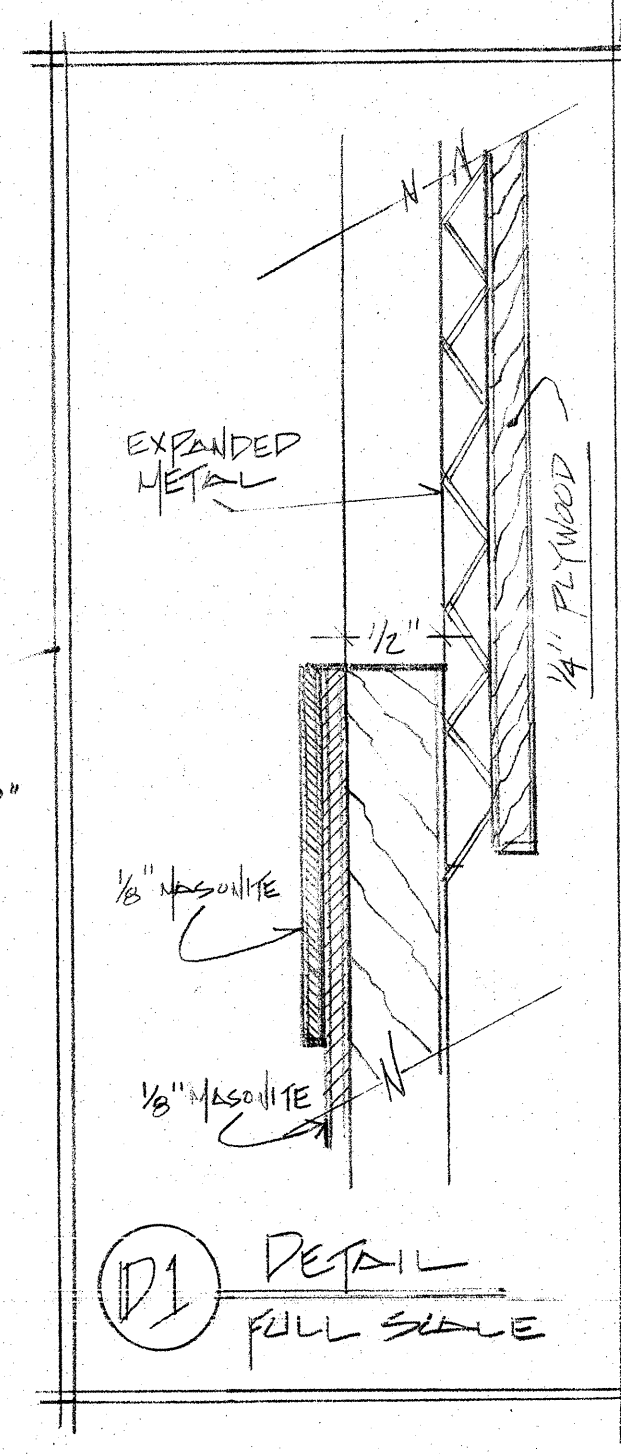 EXPANDED
METAL
1/4" PLYWOOD
1/2"
1/8" MASONITE
1/8" MASONITE
D1
DETAIL
FULL SCALE